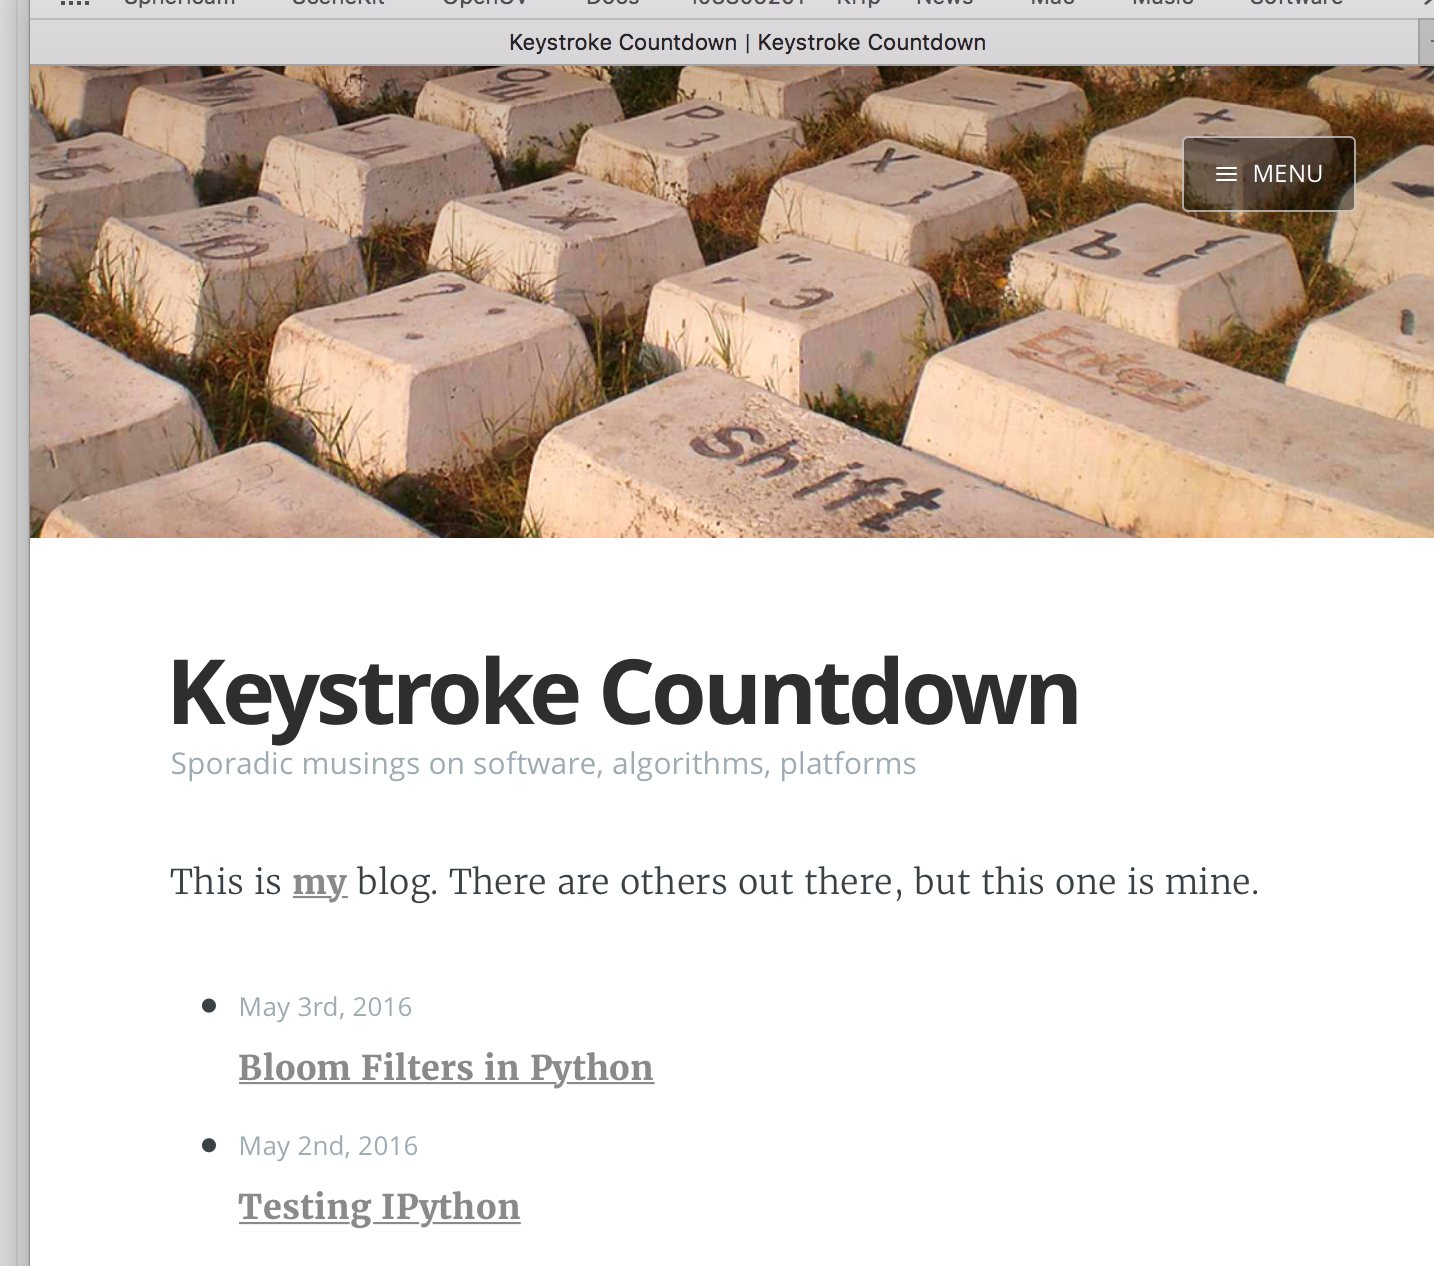 Keystroke Countdown | Keystroke Countdown
MENU
Р З
Х ]
Ж
Ю
" Э
Ъ {
?
Enter
shift
Keystroke Countdown
Sporadic musings on software, algorithms, platforms
This is my blog. There are others out there, but this one is mine.
May 3rd, 2016
Bloom Filters in Python
May 2nd, 2016
Testing IPython